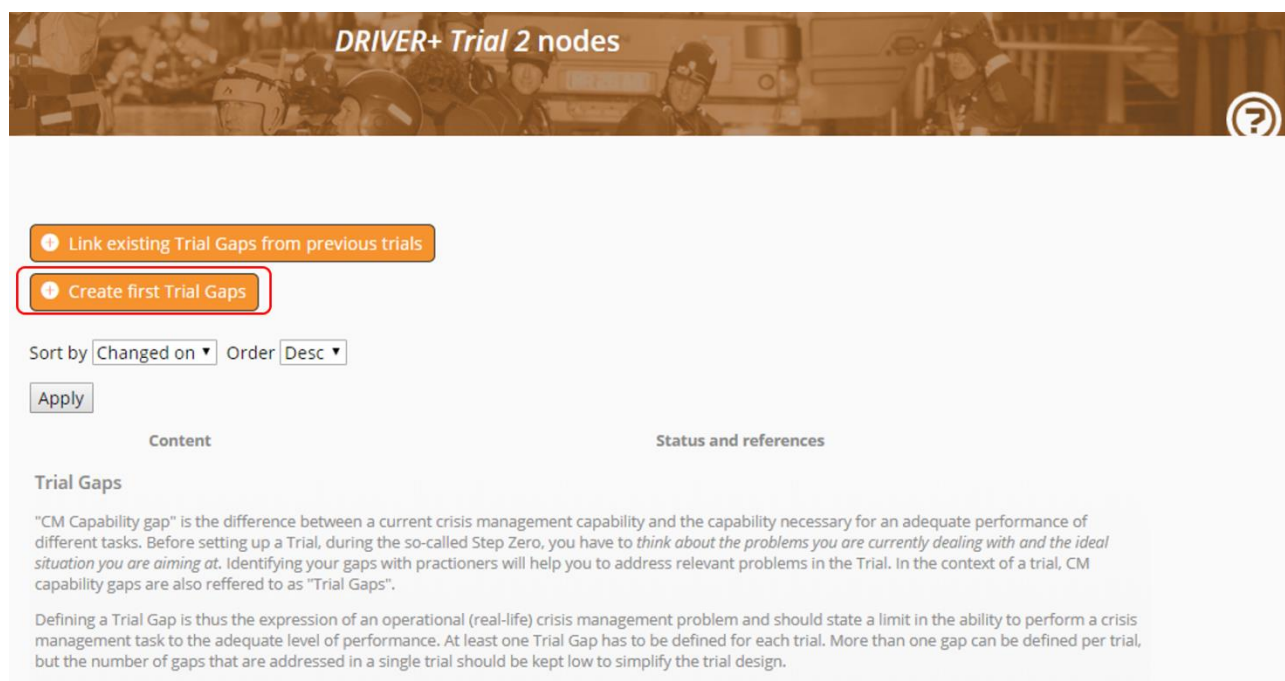 DRIVER+ Trial 2 nodes
?
Link existing Trial Gaps from previous trials
Create first Trial Gaps
Sort by Changed on Order Desc
Apply
Content Status and references
Trial Gaps
"CM Capability gap" is the difference between a current crisis management capability and the capability necessary for an adequate performance of
different tasks. Before setting up a Trial, during the so-called Step Zero, you have to think about the problems you are currently dealing with and the ideal
situation you are aiming at. Identifying your gaps with practioners will help you to address relevant problems in the Trial. In the context of a trial, CM
capability gaps are also reffered to as "Trial Gaps".
Defining a Trial Gap is thus the expression of an operational (real-life) crisis management problem and should state a limit in the ability to perform a crisis
management task to the adequate level of performance. At least one Trial Gap has to be defined for each trial. More than one gap can be defined per trial,
but the number of gaps that are addressed in a single trial should be kept low to simplify the trial design.